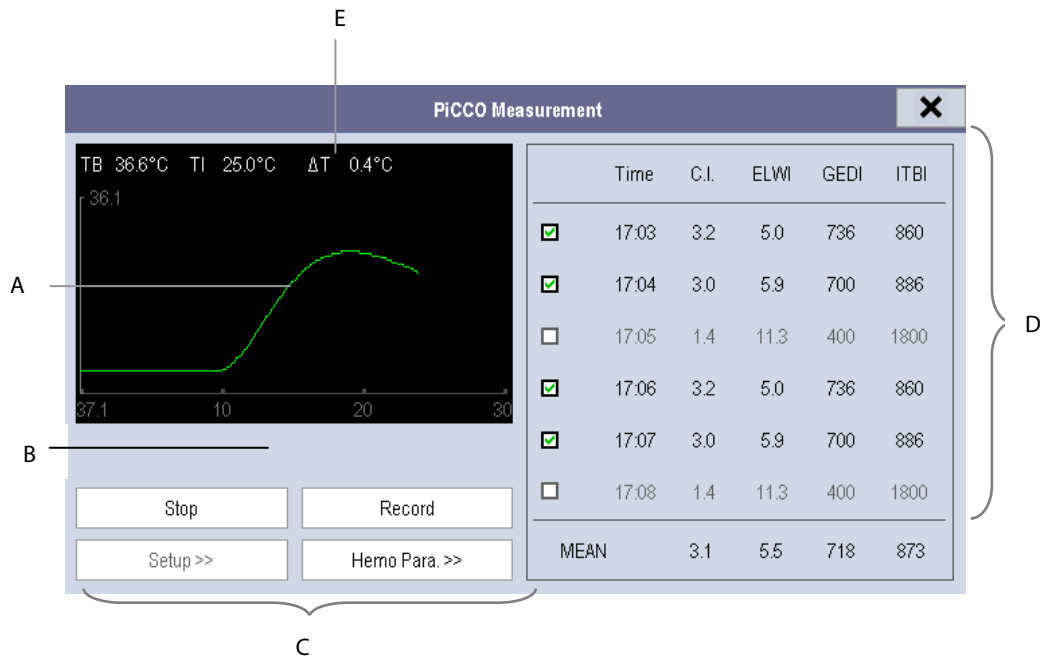 E
PiCCO Measurement
TB 36.6°C TI 25.0°C ΔT 0.4°C
36.1
37.1 10 20 30
A
B
Stop Record
Setup >> Hemo Para. >>
C
Time C.I. ELWI GEDI ITBI
17:03 3.2 5.0 736 860
17:04 3.0 5.9 700 886
17:05 1.4 11.3 400 1800
17:06 3.2 5.0 736 860
17:07 3.0 5.9 700 886
17:08 1.4 11.3 400 1800
MEAN 3.1 5.5 718 873
D